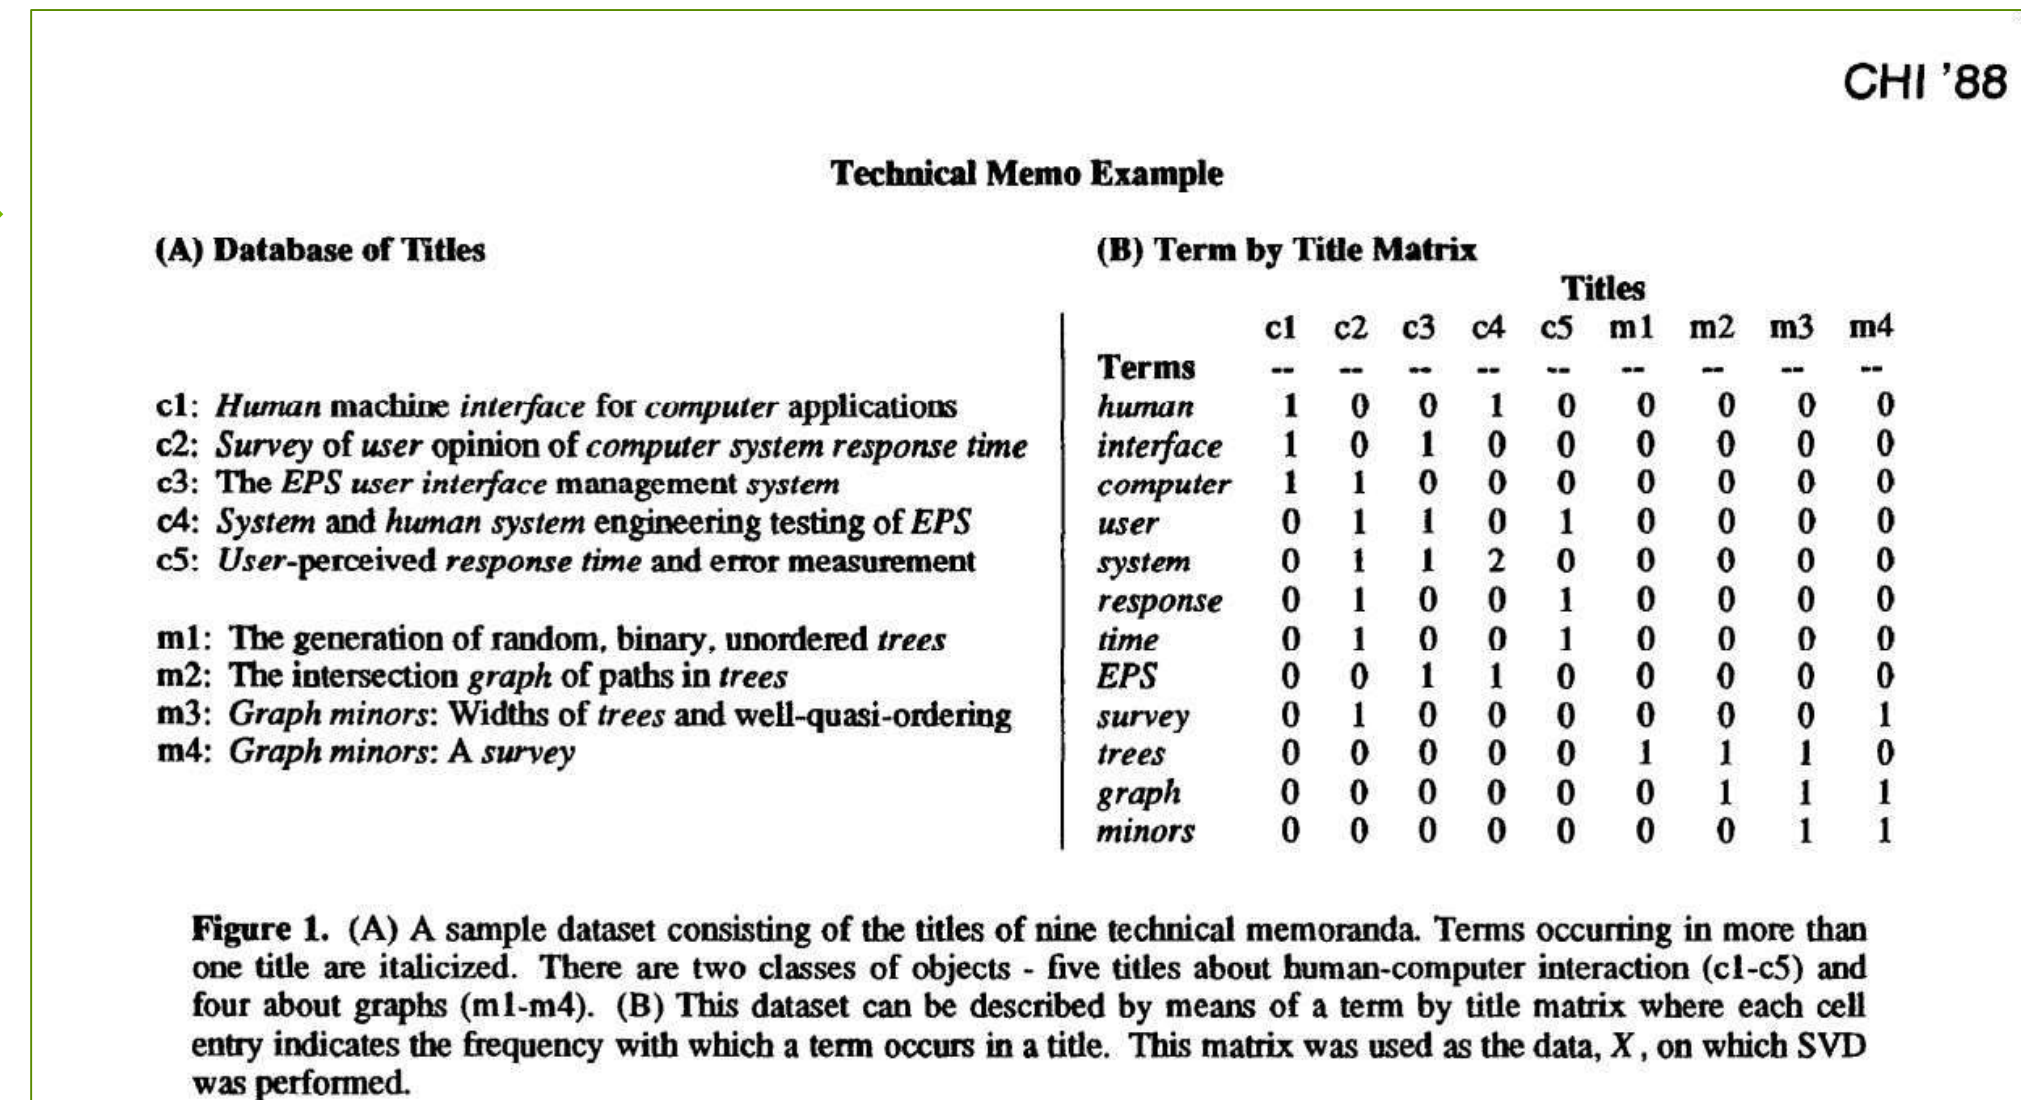 CHI '88
Technical Memo Example
(A) Database of Titles
c1: Human machine interface for computer applications
c2: Survey of user opinion of computer system response time
c3: The EPS user interface management system
c4: System and human system engineering testing of EPS
c5: User-perceived response time and error measurement
m1: The generation of random, binary, unordered trees
m2: The intersection graph of paths in trees
m3: Graph minors: Widths of trees and well-quasi-ordering
m4: Graph minors: A survey
(B) Term by Title Matrix
Titles
c1 c2 c3 c4 c5 m1 m2 m3 m4
Terms -- -- -- -- -- -- -- -- --
human 1 0 0 1 0 0 0 0 0
interface 1 0 1 0 0 0 0 0 0
computer 1 1 0 0 0 0 0 0 0
user 0 1 1 0 1 0 0 0 0
system 0 1 1 2 0 0 0 0 0
response 0 1 0 0 1 0 0 0 0
time 0 1 0 0 1 0 0 0 0
EPS 0 0 1 1 0 0 0 0 0
survey 0 1 0 0 0 0 0 0 1
trees 0 0 0 0 0 1 1 1 0
graph 0 0 0 0 0 0 1 1 1
minors 0 0 0 0 0 0 0 1 1
Figure 1. (A) A sample dataset consisting of the titles of nine technical memoranda. Terms occurring in more than
one title are italicized. There are two classes of objects - five titles about human-computer interaction (c1-c5) and
four about graphs (m1-m4). (B) This dataset can be described by means of a term by title matrix where each cell
entry indicates the frequency with which a term occurs in a title. This matrix was used as the data, X, on which SVD
was performed.